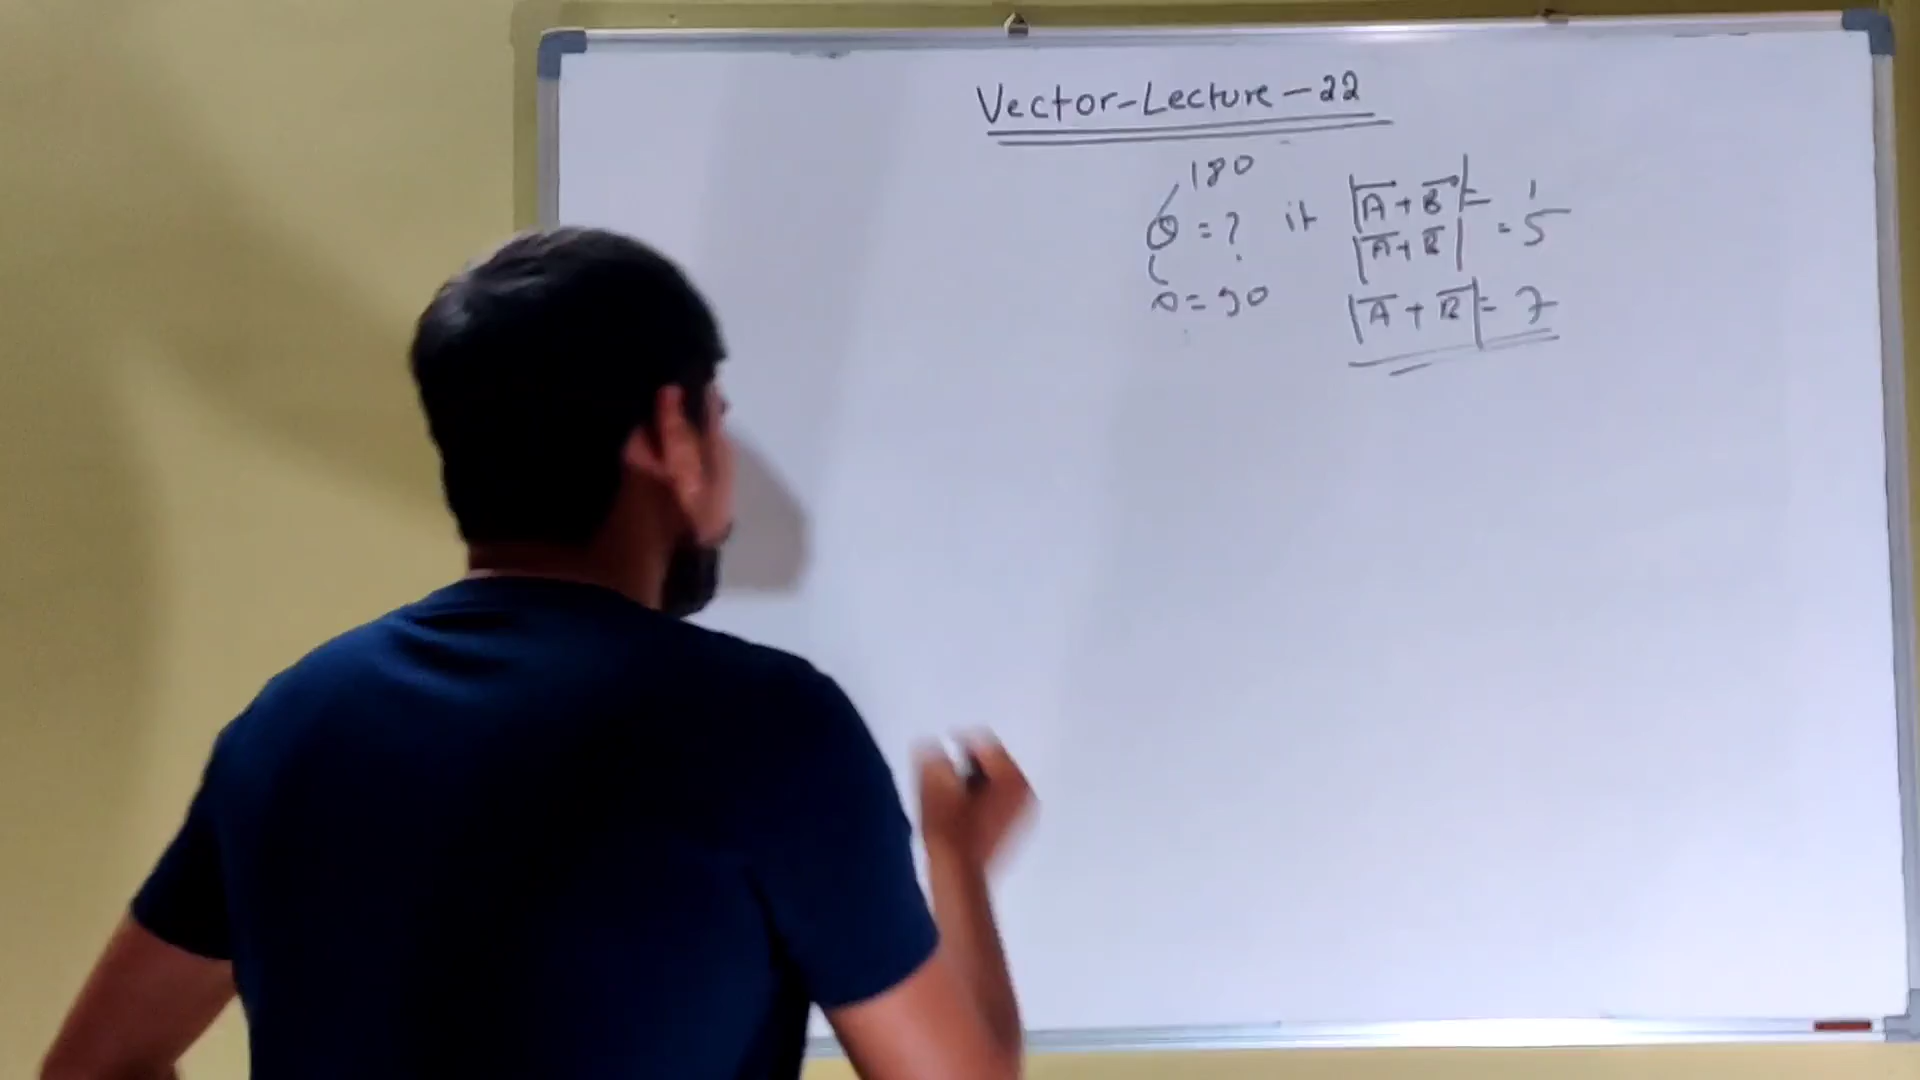 Vector-Lecture-22
180
θ = ? if |A+B| = 1
|A+B| = 5
θ = 90 |A+B| = 7